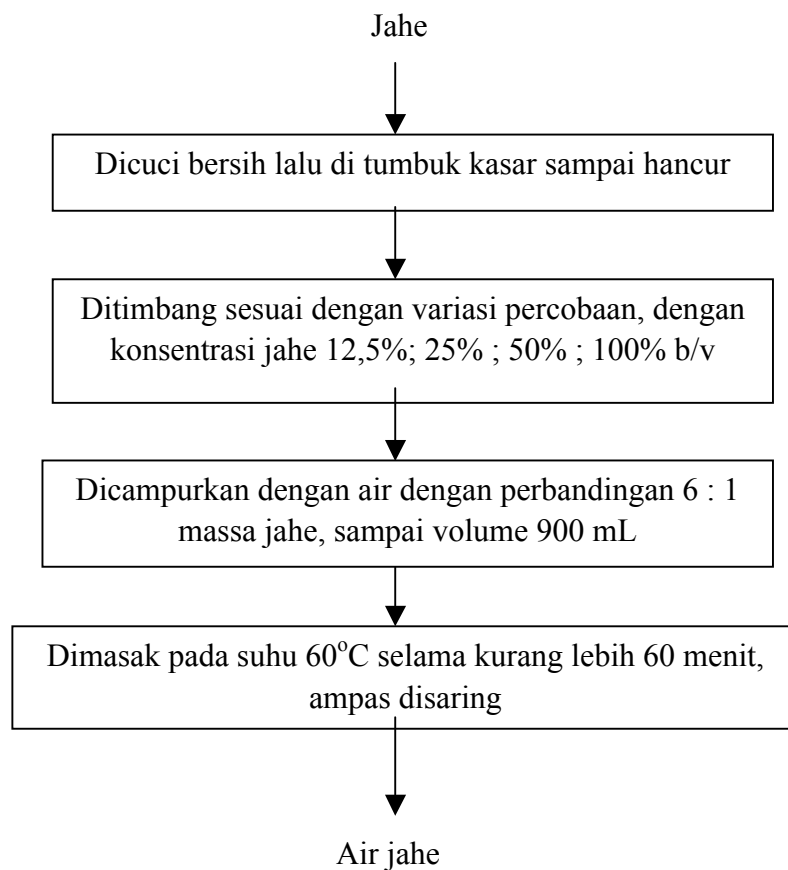 Jahe
Dicuci bersih lalu di tumbuk kasar sampai hancur
Ditimbang sesuai dengan variasi percobaan, dengan
konsentrasi jahe 12,5%; 25% ; 50% ; 100% b/v
Dicampurkan dengan air dengan perbandingan 6 : 1
massa jahe, sampai volume 900 mL
Dimasak pada suhu 60°C selama kurang lebih 60 menit,
ampas disaring
Air jahe